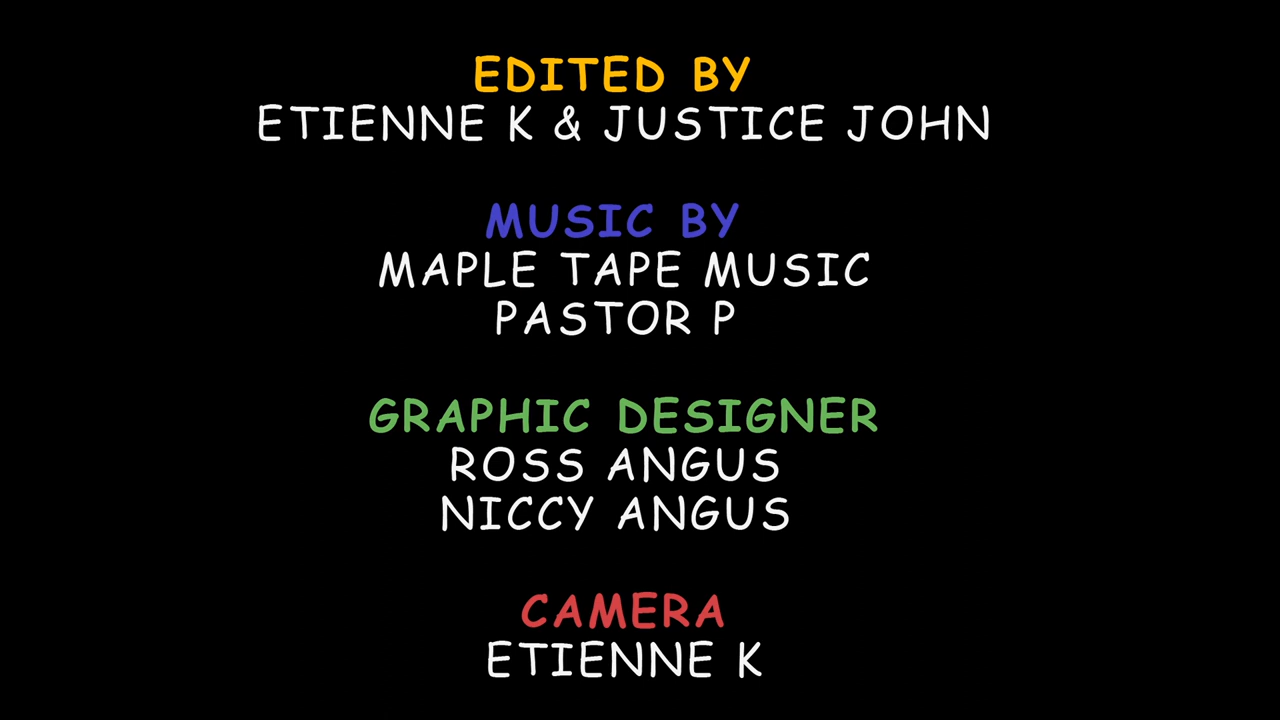 EDITED BY
ETIENNE K & JUSTICE JOHN
MUSIC BY
MAPLE TAPE MUSIC
PASTOR P
GRAPHIC DESIGNER
ROSS ANGUS
NICCY ANGUS
CAMERA
ETIENNE K